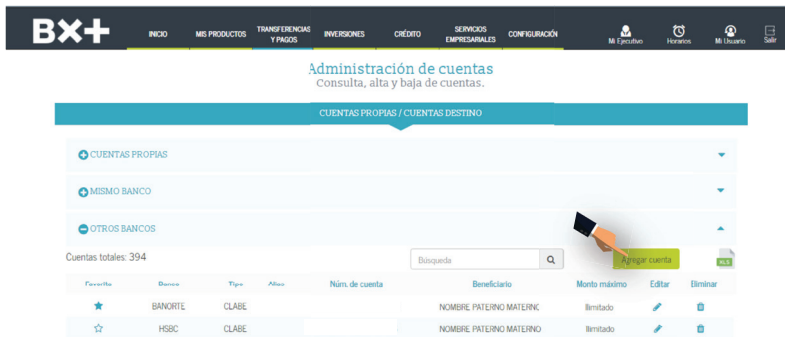 BX+
INICIO MIS PRODUCTOS TRANSFERENCIAS Y PAGOS INVERSIONES CRÉDITO SERVICIOS EMPRESARIALES CONFIGURACIÓN Mi Ejecutivo Horarios Mi Usuario Salir
Administración de cuentas
Consulta, alta y baja de cuentas.
CUENTAS PROPIAS / CUENTAS DESTINO
CUENTAS PROPIAS
MISMO BANCO
OTROS BANCOS
Cuentas totales: 394 Búsqueda Agregar cuenta XLS
Favorito Banco Tipo Alias Núm. de cuenta Beneficiario Monto máximo Editar Eliminar
BANORTE CLABE NOMBRE PATERNO MATERNO Ilimitado
HSBC CLABE NOMBRE PATERNO MATERNO Ilimitado